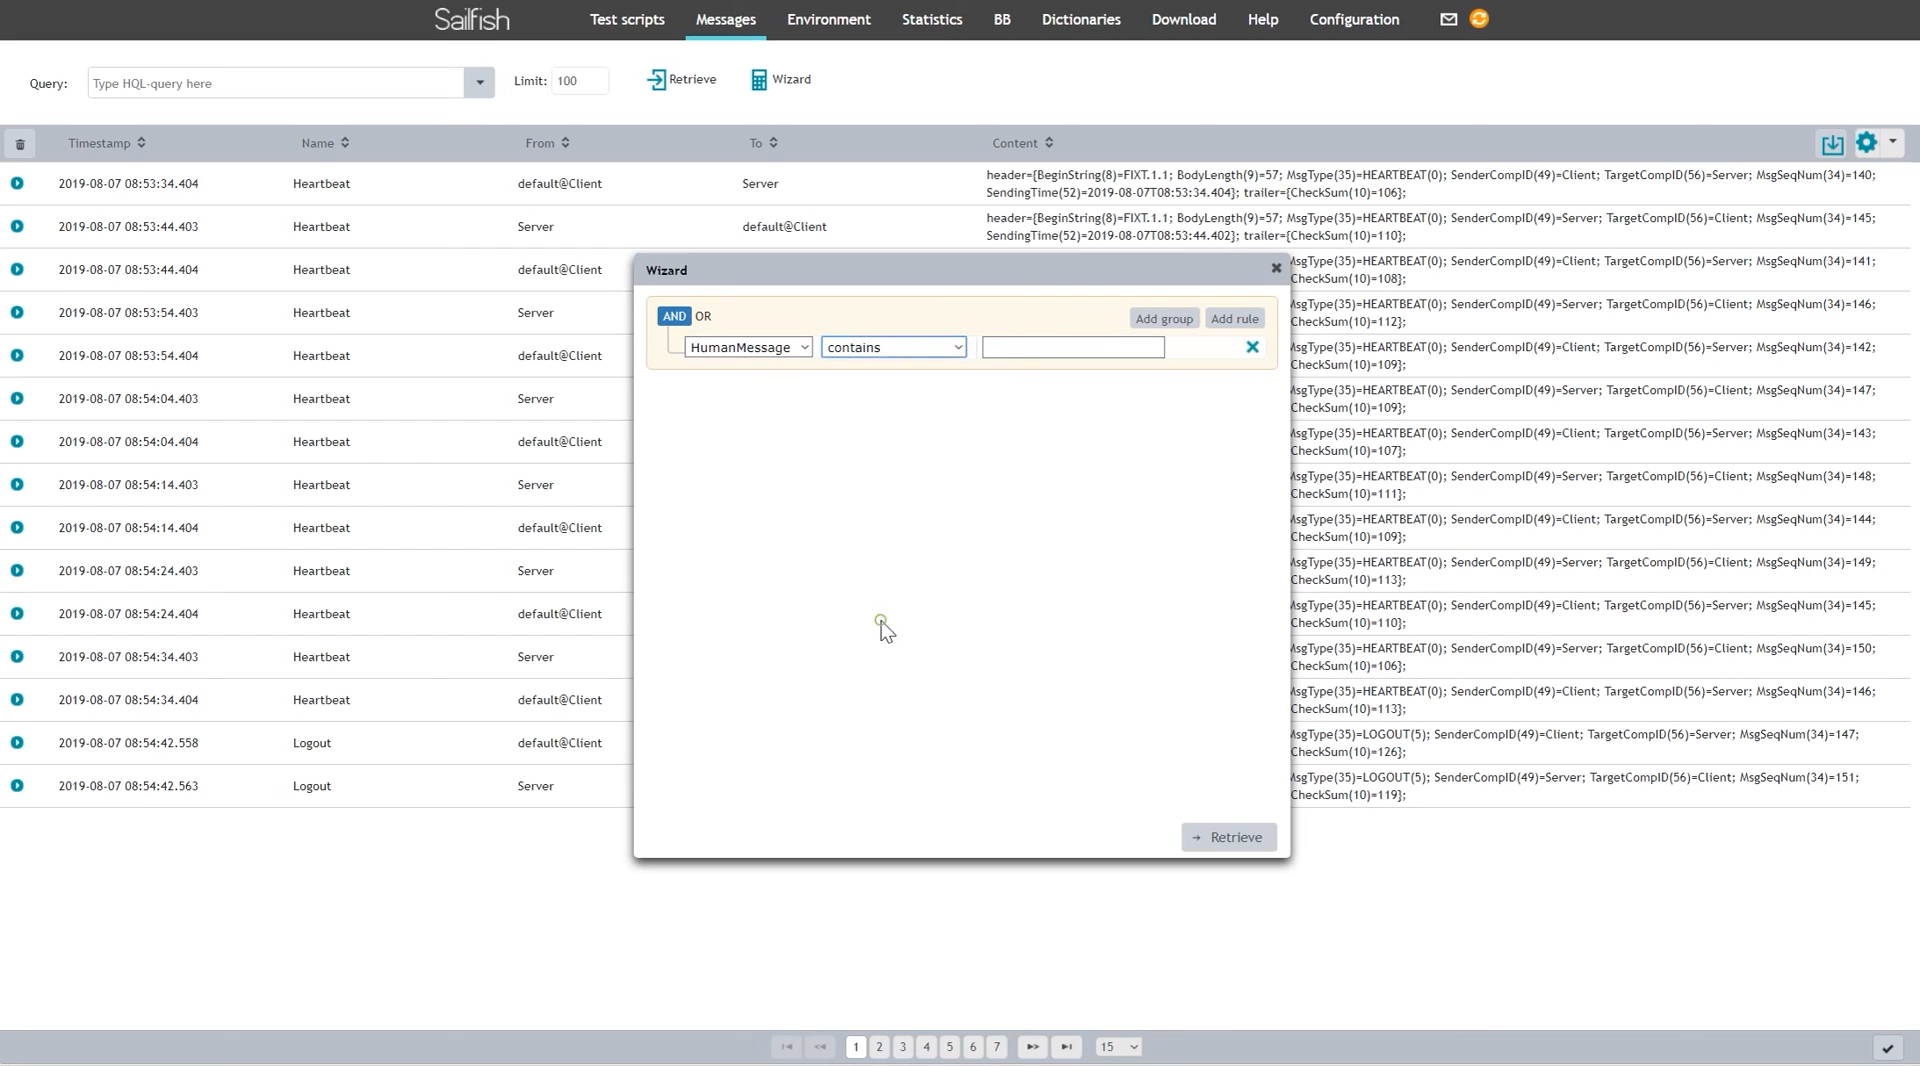 Sailfish Test scripts Messages Environment Statistics BB Dictionaries Download Help Configuration
Query: Type HQL-query here Limit: 100 Retrieve Wizard
Timestamp Name From To Content
2019-08-07 08:53:34.404 Heartbeat default@Client Server header={BeginString(8)=FIXT.1.1; BodyLength(9)=57; MsgType(35)=HEARTBEAT(0); SenderCompID(49)=Client; TargetCompID(56)=Server; MsgSeqNum(34)=140;
SendingTime(52)=2019-08-07T08:53:34.404}; trailer={CheckSum(10)=106};
2019-08-07 08:53:44.403 Heartbeat Server default@Client header={BeginString(8)=FIXT.1.1; BodyLength(9)=57; MsgType(35)=HEARTBEAT(0); SenderCompID(49)=Server; TargetCompID(56)=Client; MsgSeqNum(34)=145;
SendingTime(52)=2019-08-07T08:53:44.402}; trailer={CheckSum(10)=110};
2019-08-07 08:53:44.404 Heartbeat default@Client MsgType(35)=HEARTBEAT(0); SenderCompID(49)=Client; TargetCompID(56)=Server; MsgSeqNum(34)=141;
CheckSum(10)=108};
2019-08-07 08:53:54.403 Heartbeat Server MsgType(35)=HEARTBEAT(0); SenderCompID(49)=Server; TargetCompID(56)=Client; MsgSeqNum(34)=146;
CheckSum(10)=112};
2019-08-07 08:53:54.404 Heartbeat default@Client MsgType(35)=HEARTBEAT(0); SenderCompID(49)=Client; TargetCompID(56)=Server; MsgSeqNum(34)=142;
CheckSum(10)=109};
2019-08-07 08:54:04.403 Heartbeat Server MsgType(35)=HEARTBEAT(0); SenderCompID(49)=Server; TargetCompID(56)=Client; MsgSeqNum(34)=147;
CheckSum(10)=109};
2019-08-07 08:54:04.404 Heartbeat default@Client MsgType(35)=HEARTBEAT(0); SenderCompID(49)=Client; TargetCompID(56)=Server; MsgSeqNum(34)=143;
CheckSum(10)=107};
2019-08-07 08:54:14.403 Heartbeat Server MsgType(35)=HEARTBEAT(0); SenderCompID(49)=Server; TargetCompID(56)=Client; MsgSeqNum(34)=148;
CheckSum(10)=111};
2019-08-07 08:54:14.404 Heartbeat default@Client MsgType(35)=HEARTBEAT(0); SenderCompID(49)=Client; TargetCompID(56)=Server; MsgSeqNum(34)=144;
CheckSum(10)=109};
2019-08-07 08:54:24.403 Heartbeat Server MsgType(35)=HEARTBEAT(0); SenderCompID(49)=Server; TargetCompID(56)=Client; MsgSeqNum(34)=149;
CheckSum(10)=113};
2019-08-07 08:54:24.404 Heartbeat default@Client MsgType(35)=HEARTBEAT(0); SenderCompID(49)=Client; TargetCompID(56)=Server; MsgSeqNum(34)=145;
CheckSum(10)=110};
2019-08-07 08:54:34.403 Heartbeat Server MsgType(35)=HEARTBEAT(0); SenderCompID(49)=Server; TargetCompID(56)=Client; MsgSeqNum(34)=150;
CheckSum(10)=106};
2019-08-07 08:54:34.404 Heartbeat default@Client MsgType(35)=HEARTBEAT(0); SenderCompID(49)=Client; TargetCompID(56)=Server; MsgSeqNum(34)=146;
CheckSum(10)=113};
2019-08-07 08:54:42.558 Logout default@Client MsgType(35)=LOGOUT(5); SenderCompID(49)=Client; TargetCompID(56)=Server; MsgSeqNum(34)=147;
CheckSum(10)=126};
2019-08-07 08:54:42.563 Logout Server MsgType(35)=LOGOUT(5); SenderCompID(49)=Server; TargetCompID(56)=Client; MsgSeqNum(34)=151;
CheckSum(10)=119};
Wizard
AND OR Add group Add rule
HumanMessage contains
Retrieve
1 2 3 4 5 6 7 15